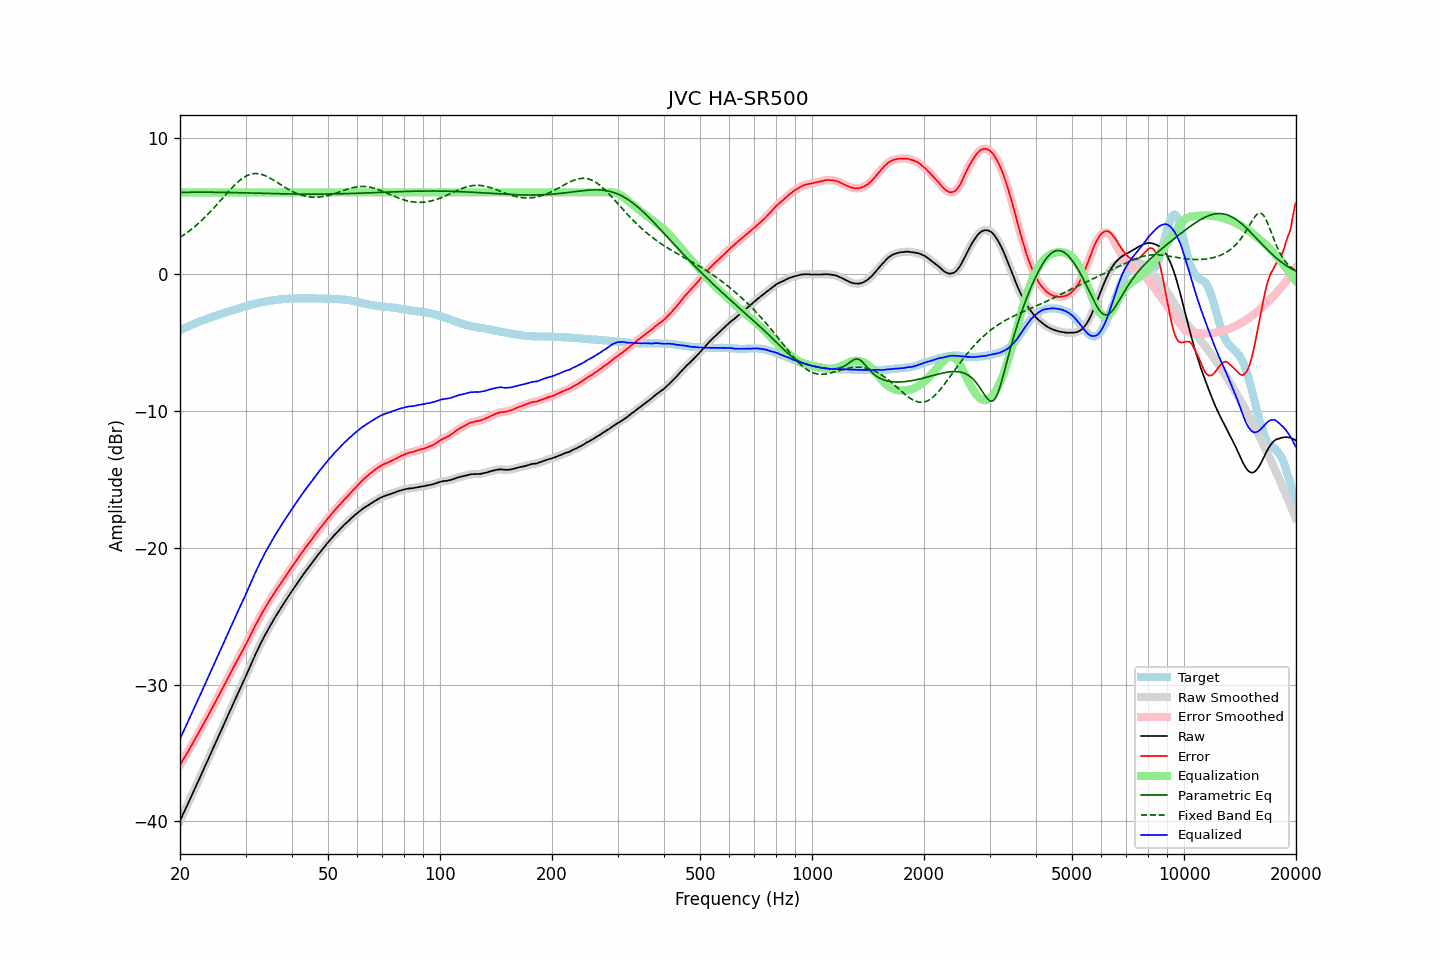 JVC HA-SR500
Amplitude (dBr)
10
0
−10
−20
−30
−40
20
50
100
200
500
1000
2000
5000
10000
20000
Frequency (Hz)
Target
Raw Smoothed
Error Smoothed
Raw
Error
Equalization
Parametric Eq
Fixed Band Eq
Equalized